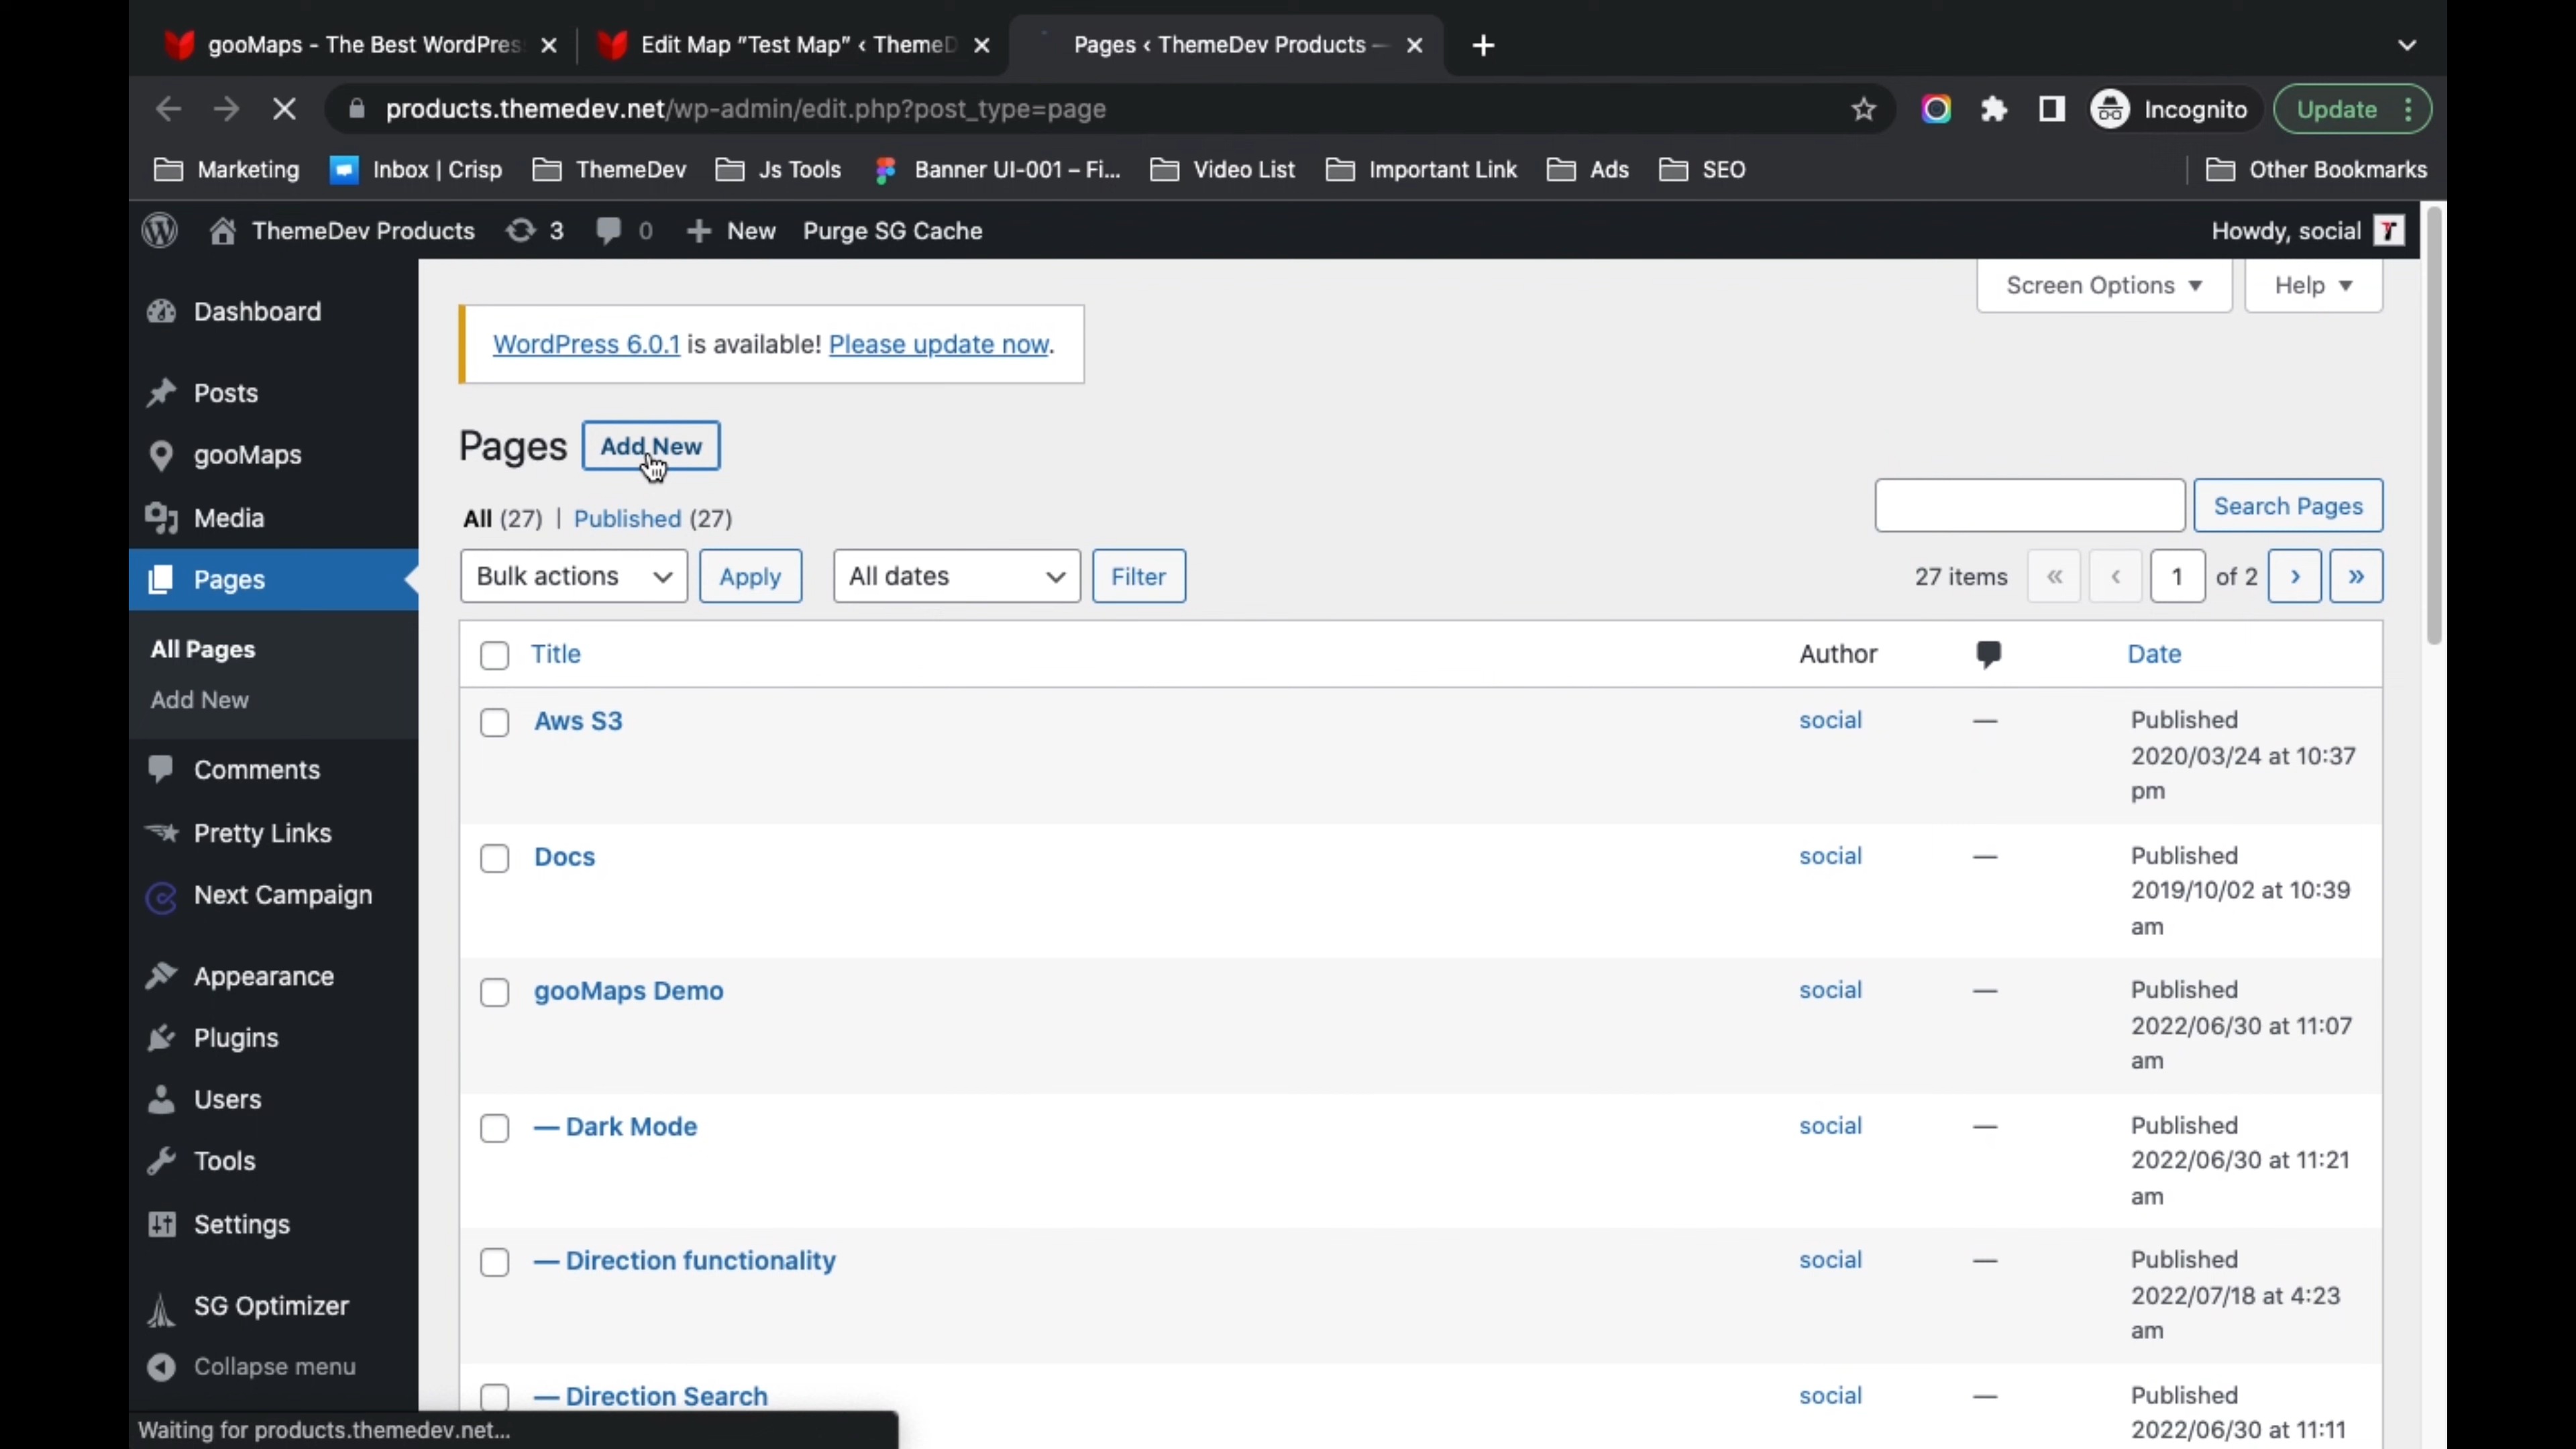 gooMaps - The Best WordPres
Edit Map “Test Map” ‹ ThemeD
Pages ‹ ThemeDev Products —
products.themedev.net/wp-admin/edit.php?post_type=page
Incognito
Update
Marketing
Inbox | Crisp
ThemeDev
Js Tools
Banner UI-001 – Fi...
Video List
Important Link
Ads
SEO
Other Bookmarks
ThemeDev Products
3
0
New
Purge SG Cache
Howdy, social
Dashboard
Posts
gooMaps
Media
Pages
All Pages
Add New
Comments
Pretty Links
Next Campaign
Appearance
Plugins
Users
Tools
Settings
SG Optimizer
Collapse menu
Screen Options
Help
WordPress 6.0.1 is available! Please update now.
Pages
Add New
All (27) | Published (27)
Search Pages
Bulk actions
Apply
All dates
Filter
27 items
«
‹
1
of 2
›
»
Title
Author
Date
Aws S3
social
—
Published
2020/03/24 at 10:37
pm
Docs
social
—
Published
2019/10/02 at 10:39
am
gooMaps Demo
social
—
Published
2022/06/30 at 11:07
am
— Dark Mode
social
—
Published
2022/06/30 at 11:21
am
— Direction functionality
social
—
Published
2022/07/18 at 4:23
am
— Direction Search
social
—
Published
2022/06/30 at 11:11
Waiting for products.themedev.net...